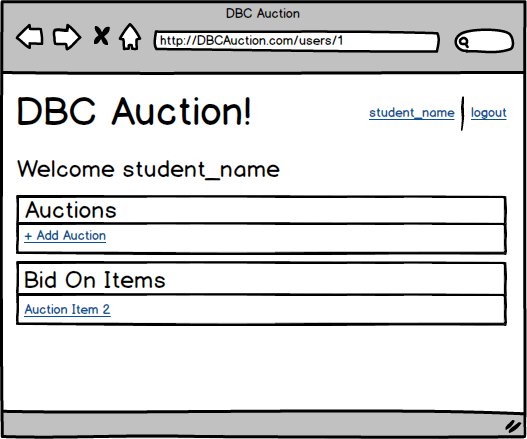 DBC Auction
http://DBCAuction.com/users/1
DBC Auction!
student_name | logout
Welcome student_name
Auctions
+ Add Auction
Bid On Items
Auction Item 2